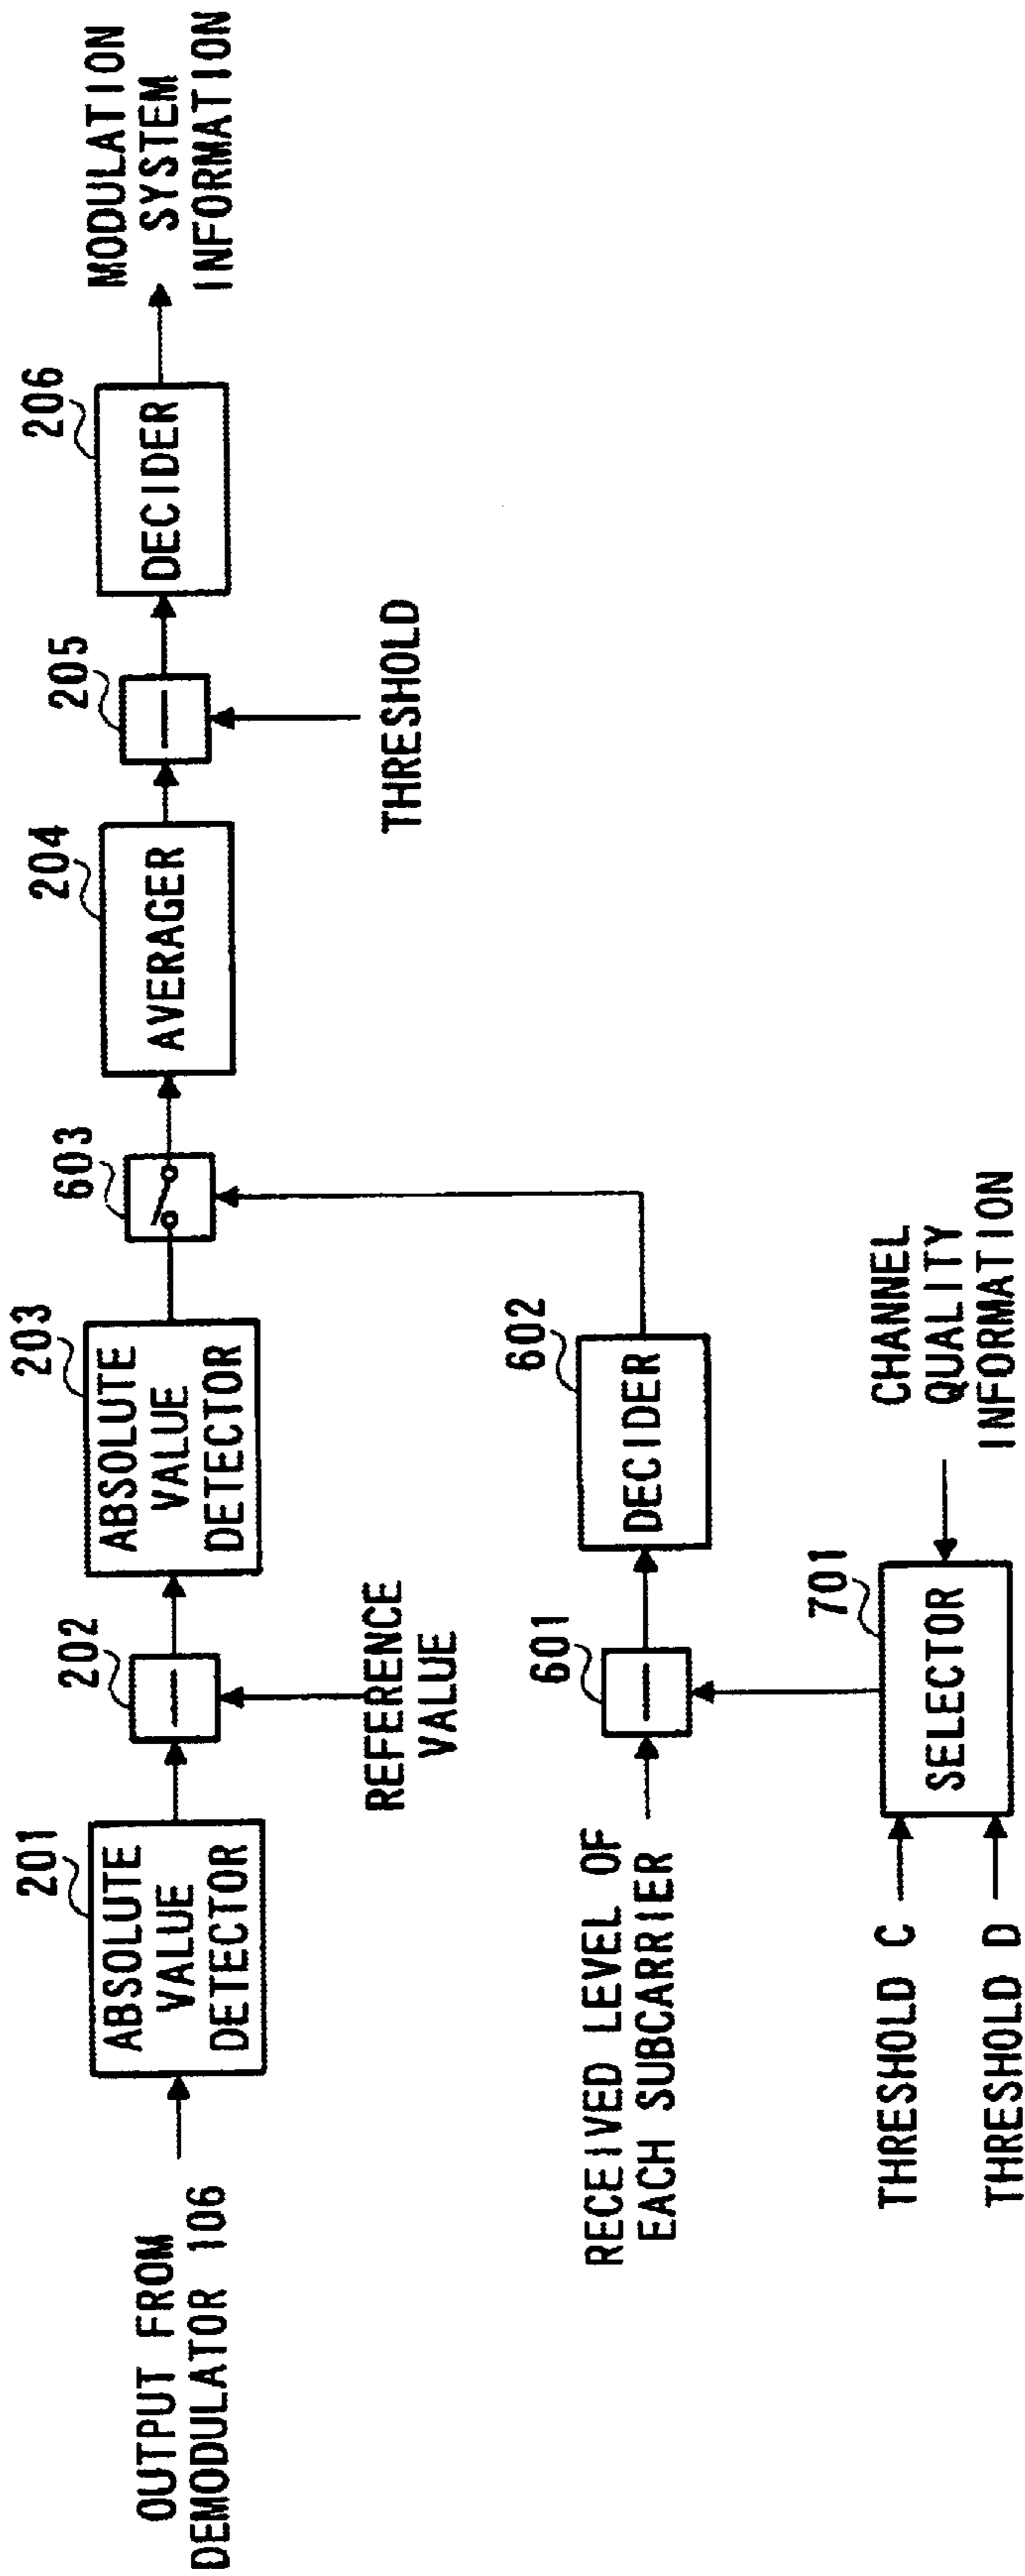 OUTPUT FROM
DEMODULATOR 106
201
ABSOLUTE
VALUE
DETECTOR
202
REFERENCE
VALUE
203
ABSOLUTE
VALUE
DETECTOR
603
204
AVERAGER
205
THRESHOLD
206
DECIDER
MODULATION
SYSTEM
INFORMATION
RECEIVED LEVEL OF
EACH SUBCARRIER
601
602
DECIDER
THRESHOLD C
THRESHOLD D
701
SELECTOR
CHANNEL
QUALITY
INFORMATION